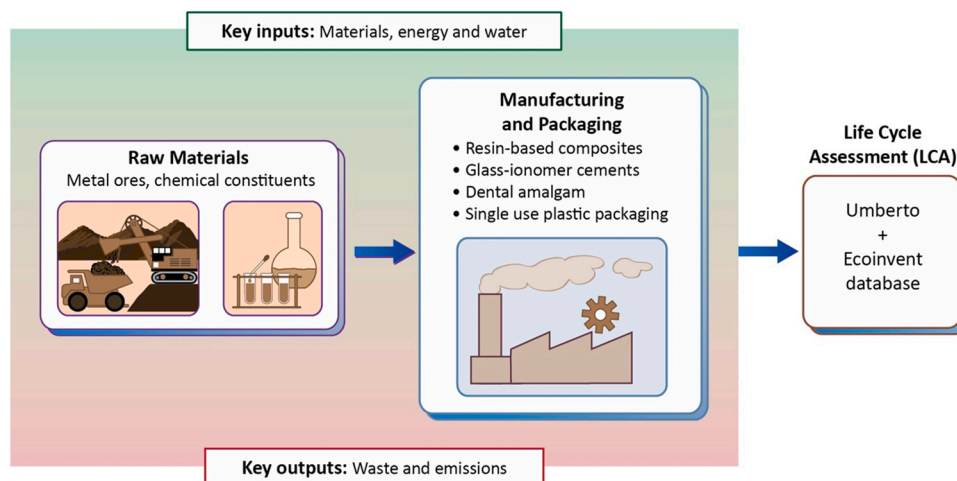 Key inputs: Materials, energy and water
Raw Materials
Metal ores, chemical constituents
Manufacturing
and Packaging
• Resin-based composites
• Glass-ionomer cements
• Dental amalgam
• Single use plastic packaging
Life Cycle
Assessment (LCA)
Umberto
+
Ecoinvent
database
Key outputs: Waste and emissions